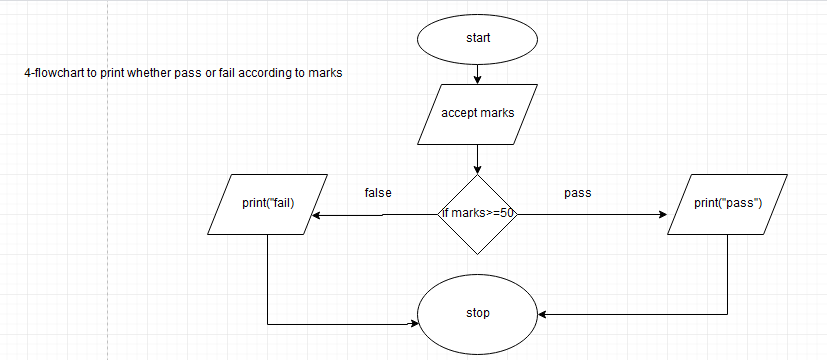 start
4-flowchart to print whether pass or fail according to marks
accept marks
false
pass
print("fail)
if marks>=50
print("pass")
stop